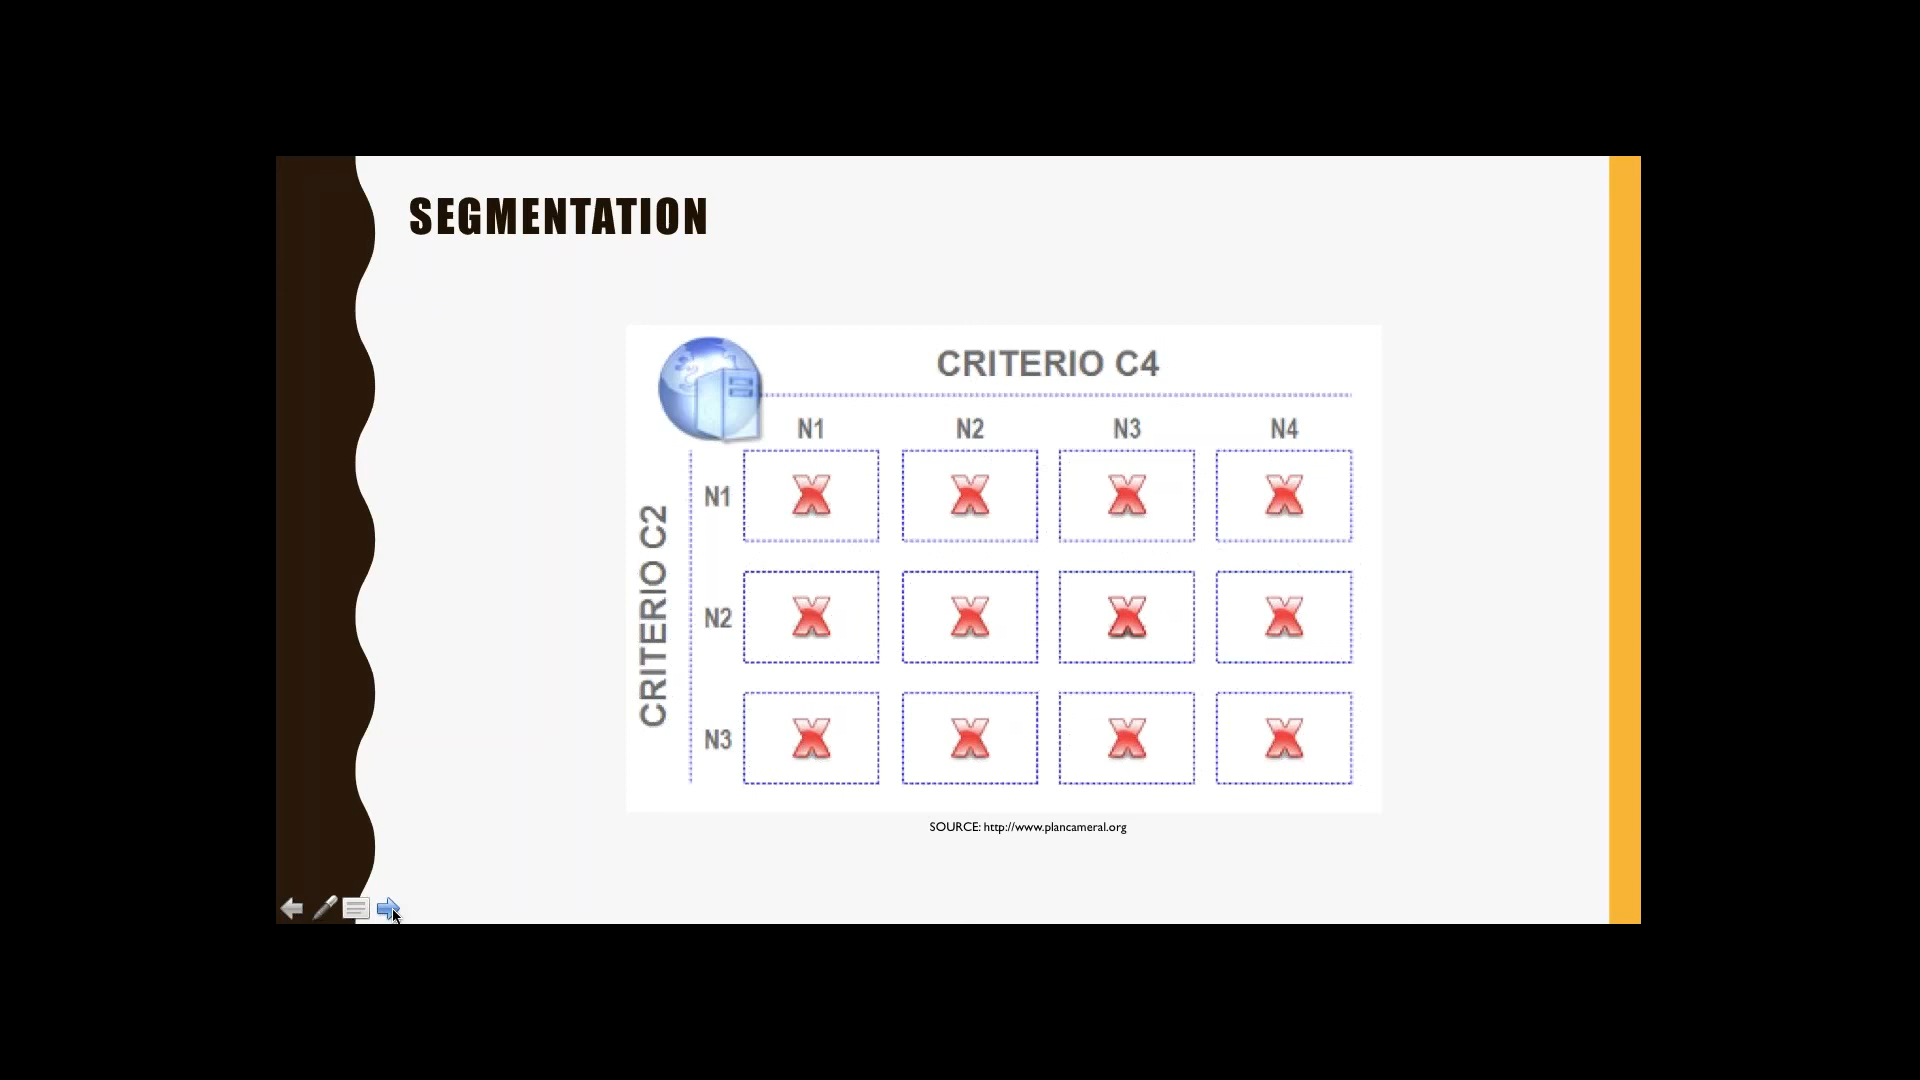 SEGMENTATION
CRITERIO C4
N1 N2 N3 N4
CRITERIO C2
N1 X X X X
N2 X X X X
N3 X X X X
SOURCE: http://www.plancameral.org